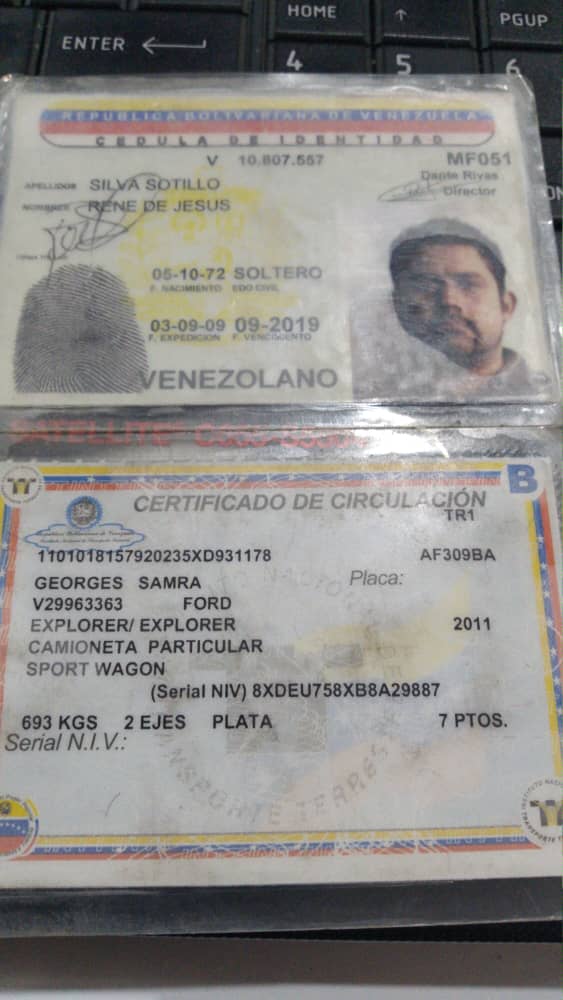 HOME
↑
PGUP
ENTER
4
5
6
REPUBLICA BOLIVARIANA DE VENEZUELA
CEDULA DE IDENTIDAD
V 10.807.557
MF051
Dante Rivas
Director
APELLIDOS SILVA SOTILLO
NOMBRES RENE DE JESUS
05-10-72 SOLTERO
F. NACIMIENTO EDO CIVIL
03-09-09 09-2019
F. EXPEDICION F. VENCIMIENTO
VENEZOLANO
SATELLITE
B
CERTIFICADO DE CIRCULACIÓN
TR1
1101018157920235XD931178 AF309BA
GEORGES SAMRA Placa:
V29963363 FORD
EXPLORER/ EXPLORER 2011
CAMIONETA PARTICULAR
SPORT WAGON
(Serial NIV) 8XDEU758XB8A29887
693 KGS 2 EJES PLATA 7 PTOS.
Serial N.I.V.: